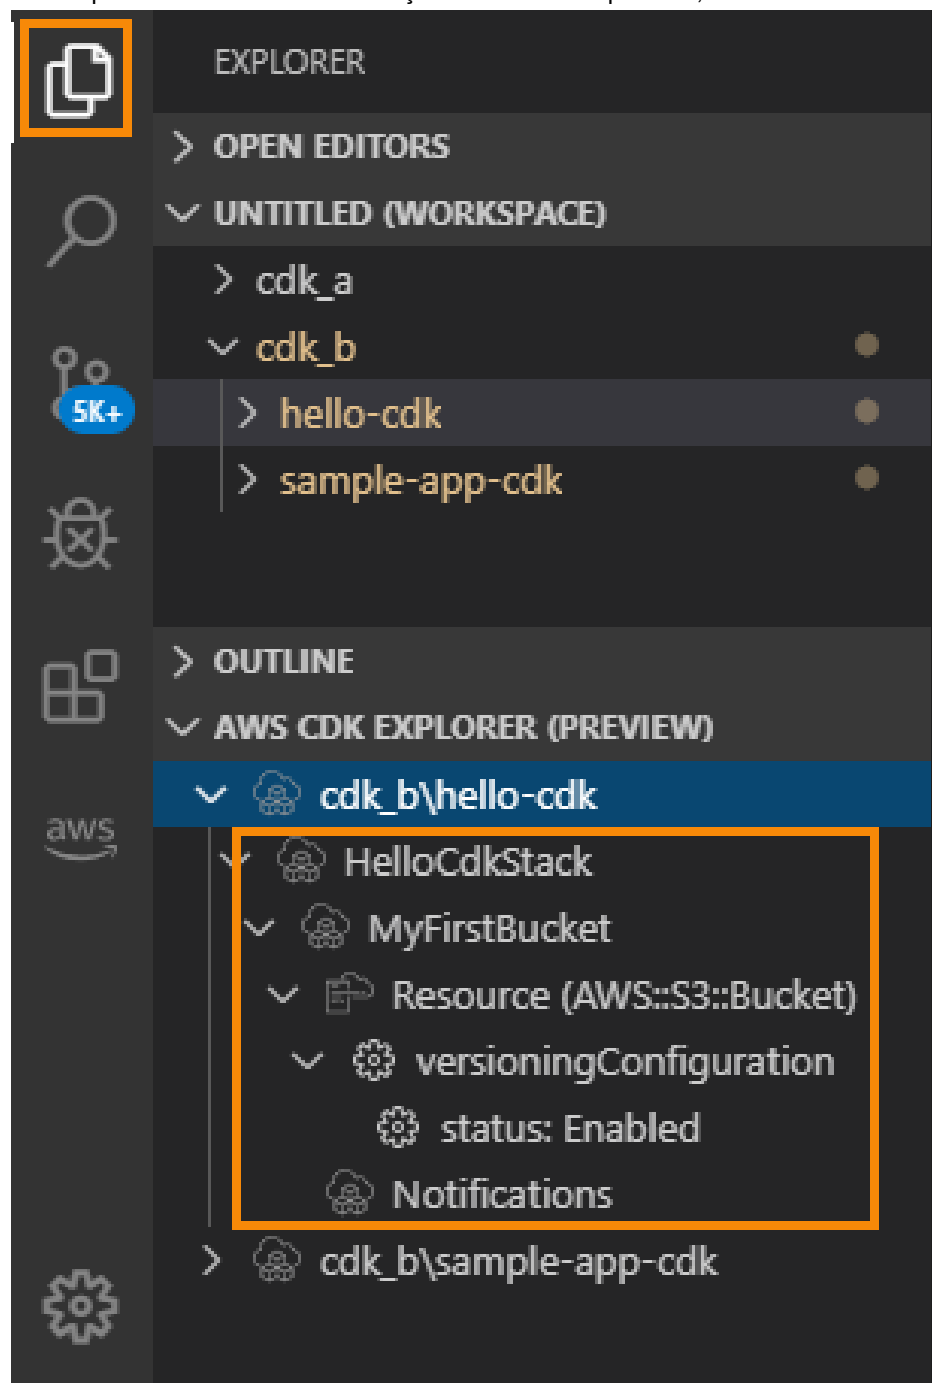 EXPLORER
OPEN EDITORS
UNTITLED (WORKSPACE)
cdk_a
cdk_b
hello-cdk
5K+
sample-app-cdk
OUTLINE
AWS CDK EXPLORER (PREVIEW)
cdk_b\hello-cdk
aws
HelloCdkStack
MyFirstBucket
Resource (AWS::S3::Bucket)
versioningConfiguration
status: Enabled
Notifications
cdk_b\sample-app-cdk